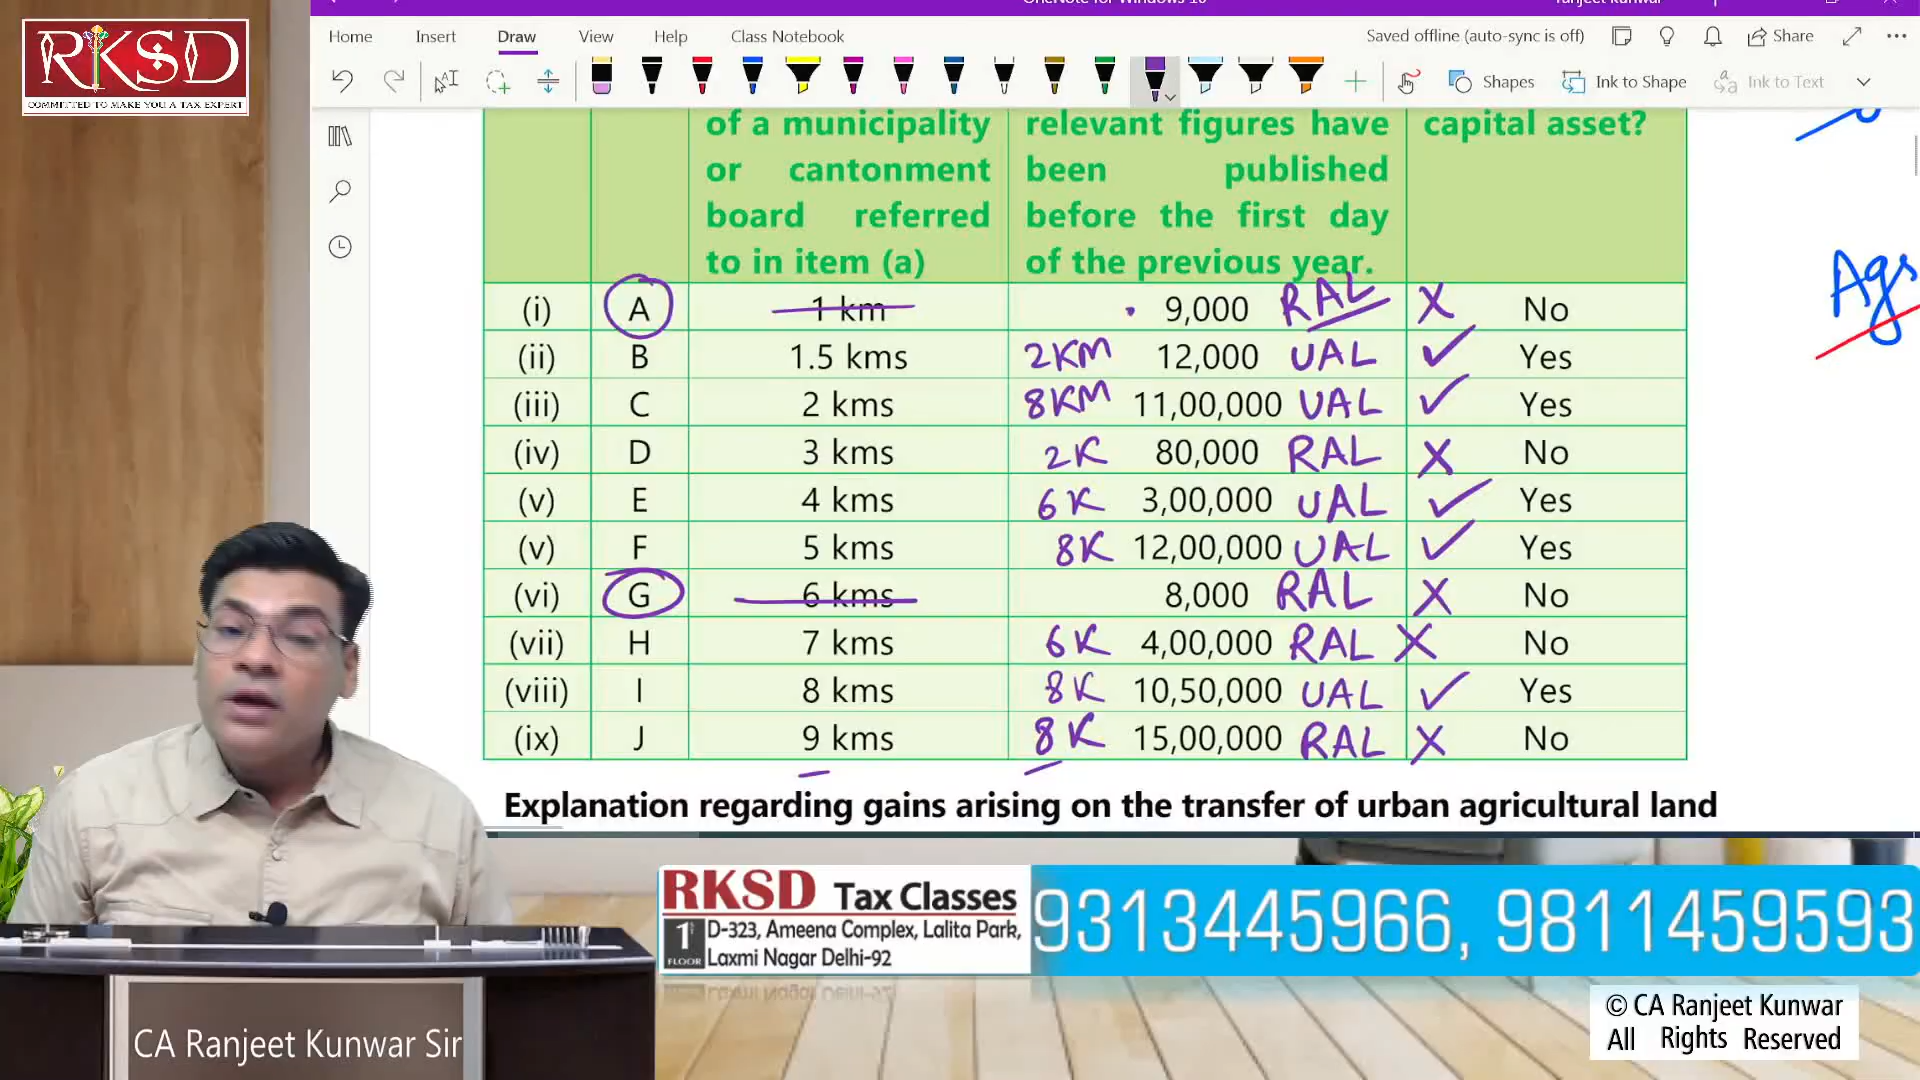 RKSD
COMMITTED TO MAKE YOU A TAX EXPERT
Home Insert Draw View Help Class Notebook
Saved offline (auto-sync is off) Share
Shapes Ink to Shape Ink to Text
of a municipality relevant figures have capital asset?
or cantonment been published
board referred before the first day
to in item (a) of the previous year.
(i) A 1 km 9,000 RAL X No
(ii) B 1.5 kms 2KM 12,000 UAL ✓ Yes
(iii) C 2 kms 8KM 11,00,000 UAL ✓ Yes
(iv) D 3 kms 2K 80,000 RAL X No
(v) E 4 kms 6K 3,00,000 UAL ✓ Yes
(v) F 5 kms 8K 12,00,000 UAL ✓ Yes
(vi) G 6 kms 8,000 RAL X No
(vii) H 7 kms 6K 4,00,000 RAL X No
(viii) I 8 kms 8K 10,50,000 UAL ✓ Yes
(ix) J 9 kms 8K 15,00,000 RAL X No
Explanation regarding gains arising on the transfer of urban agricultural land
RKSD Tax Classes
1st FLOOR D-323, Ameena Complex, Lalita Park,
Laxmi Nagar Delhi-92
9313445966, 9811459593
CA Ranjeet Kunwar Sir
© CA Ranjeet Kunwar
All Rights Reserved